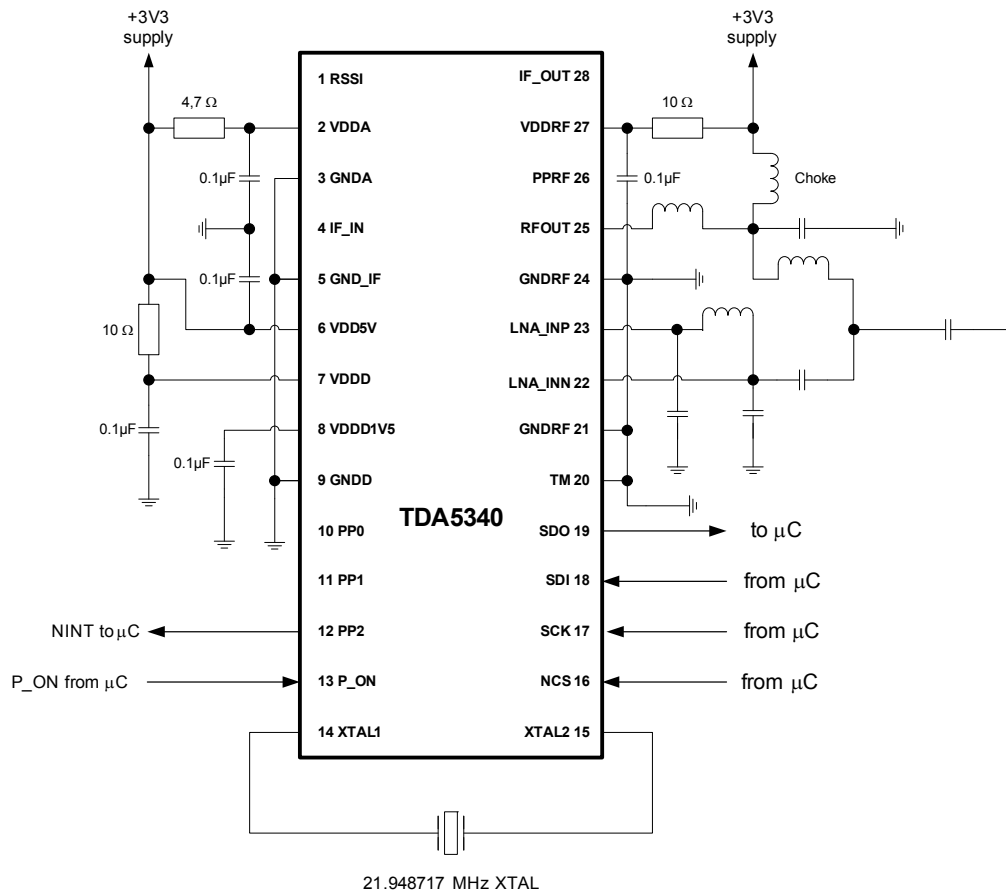 +3V3
supply
+3V3
supply
1 RSSI
IF_OUT 28
4,7 Ω
2 VDDA
VDDRF 27
10 Ω
0.1µF
3 GNDA
PPRF 26
0.1µF
Choke
4 IF_IN
RFOUT 25
0.1µF
5 GND_IF
GNDRF 24
10 Ω
6 VDD5V
LNA_INP 23
7 VDDD
LNA_INN 22
0.1µF
8 VDDD1V5
GNDRF 21
0.1µF
9 GNDD
TM 20
TDA5340
10 PP0
SDO 19
to µC
11 PP1
SDI 18
from µC
NINT to µC
12 PP2
SCK 17
from µC
P_ON from µC
13 P_ON
NCS 16
from µC
14 XTAL1
XTAL2 15
21.948717 MHz XTAL